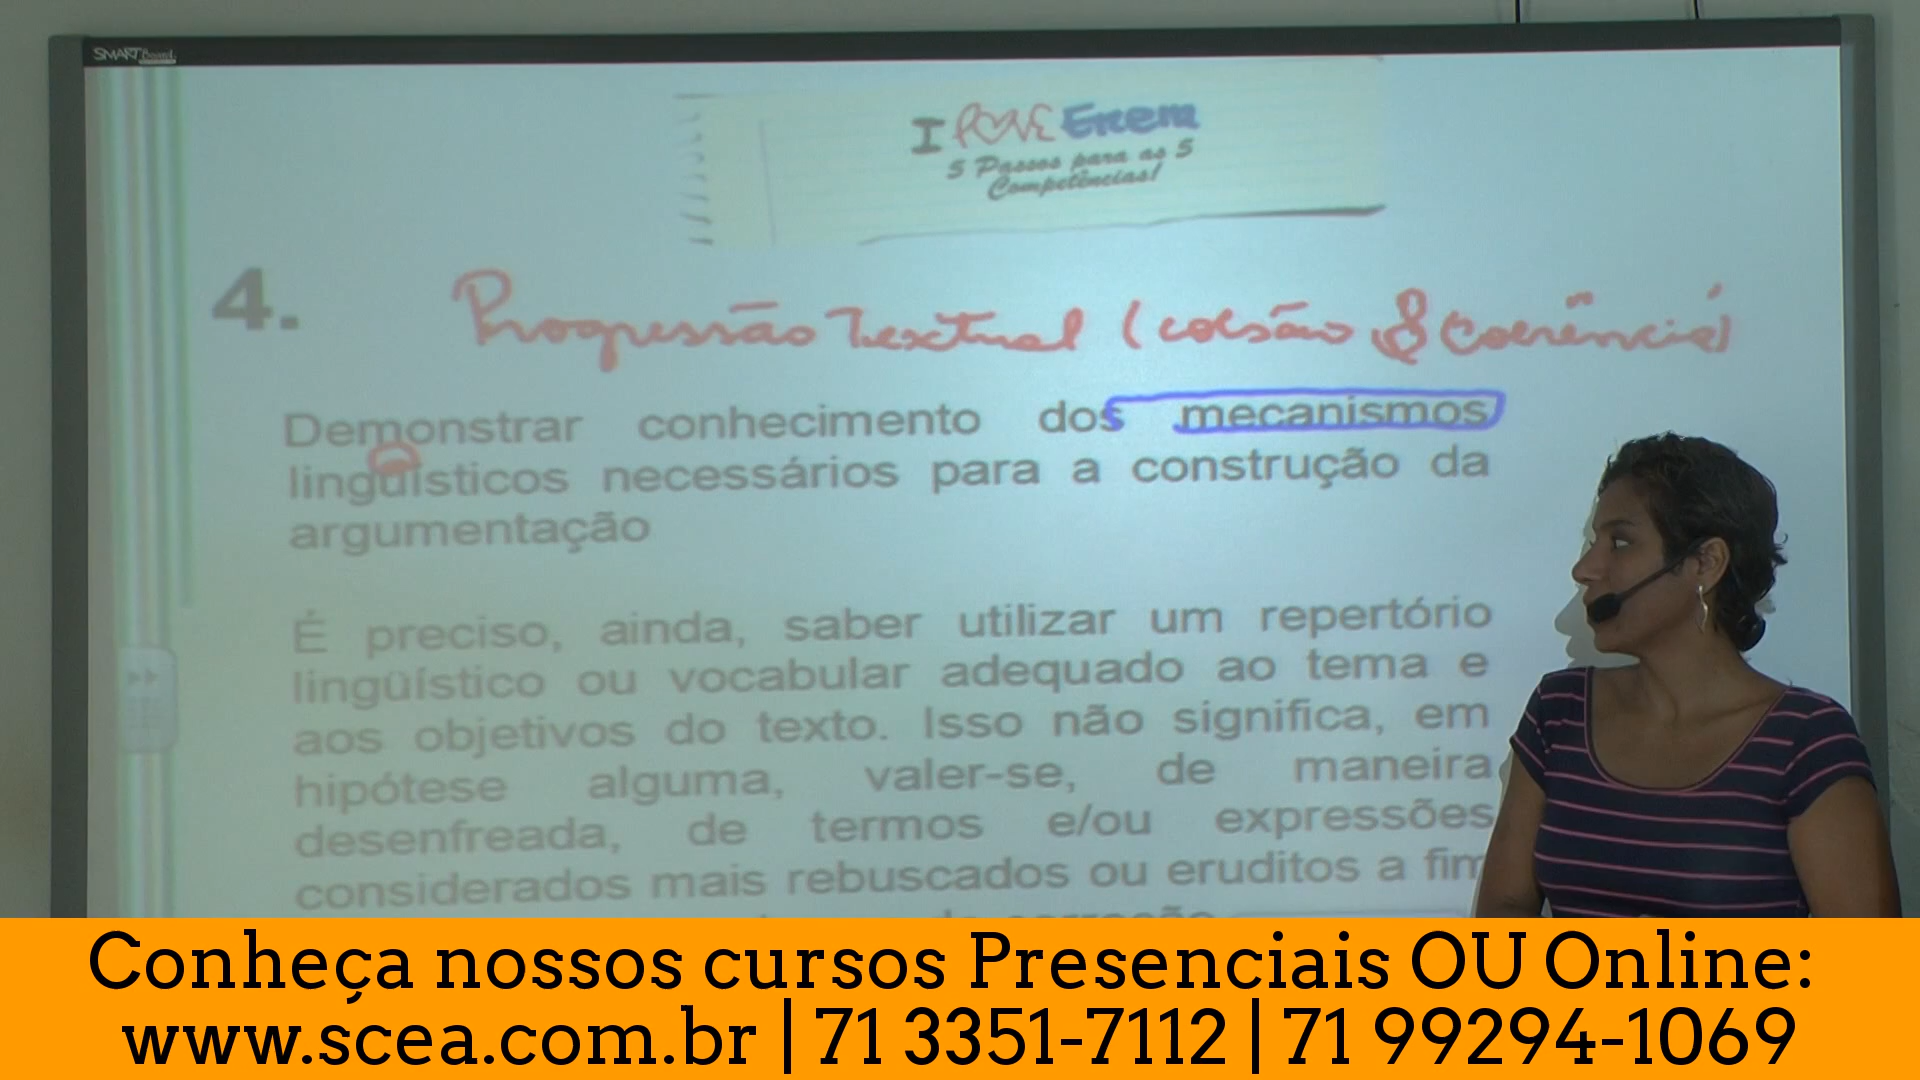 SMART Board
I LOVE Enem
5 Passos para as 5
Competências!
4. Progressão Textual (coesão & coerência)
Demonstrar conhecimento dos mecanismos
lingüísticos necessários para a construção da
argumentação
É preciso, ainda, saber utilizar um repertório
lingüístico ou vocabular adequado ao tema e
aos objetivos do texto. Isso não significa, em
hipótese alguma, valer-se, de maneira
desenfreada, de termos e/ou expressões
considerados mais rebuscados ou eruditos a fim
Conheça nossos cursos Presenciais OU Online:
www.scea.com.br | 71 3351-7112 | 71 99294-1069